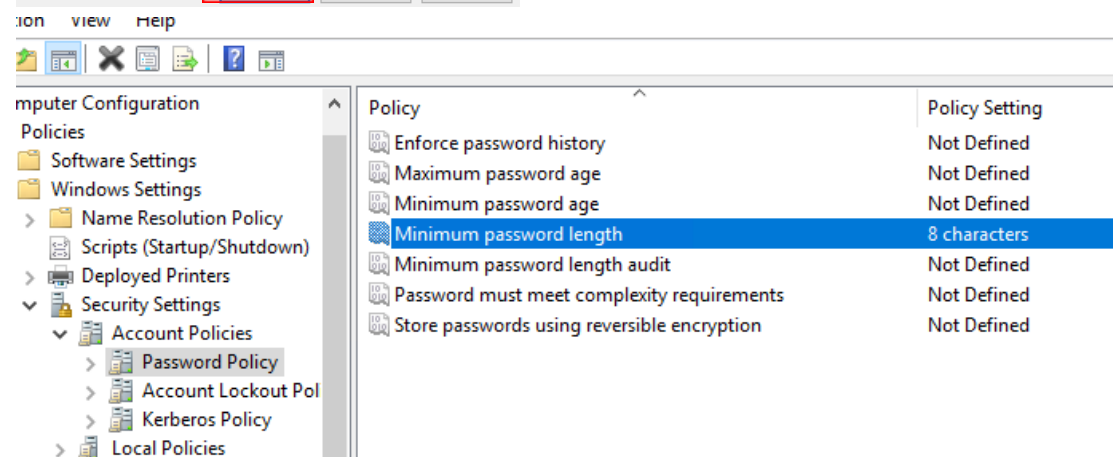 tion View Help
mputer Configuration
Policies
Software Settings
Windows Settings
Name Resolution Policy
Scripts (Startup/Shutdown)
Deployed Printers
Security Settings
Account Policies
Password Policy
Account Lockout Pol
Kerberos Policy
Local Policies
Policy Policy Setting
Enforce password history Not Defined
Maximum password age Not Defined
Minimum password age Not Defined
Minimum password length 8 characters
Minimum password length audit Not Defined
Password must meet complexity requirements Not Defined
Store passwords using reversible encryption Not Defined